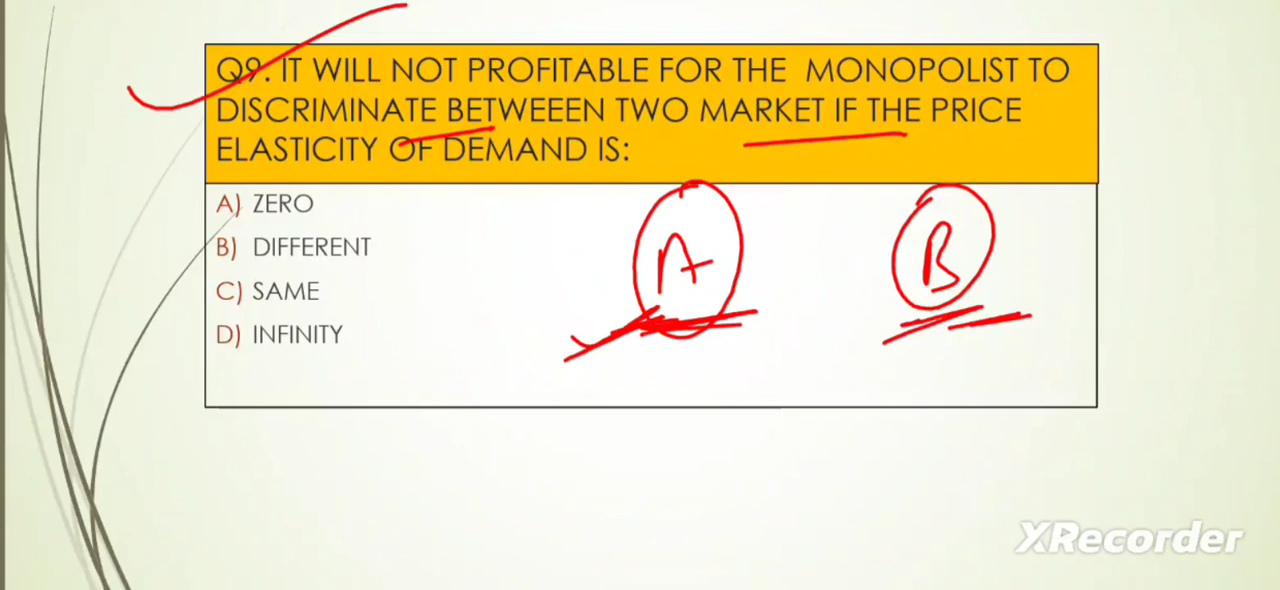 Q9. IT WILL NOT PROFITABLE FOR THE MONOPOLIST TO
DISCRIMINATE BETWEEEN TWO MARKET IF THE PRICE
ELASTICITY OF DEMAND IS:
A) ZERO
B) DIFFERENT
C) SAME
D) INFINITY
A
B
XRecorder